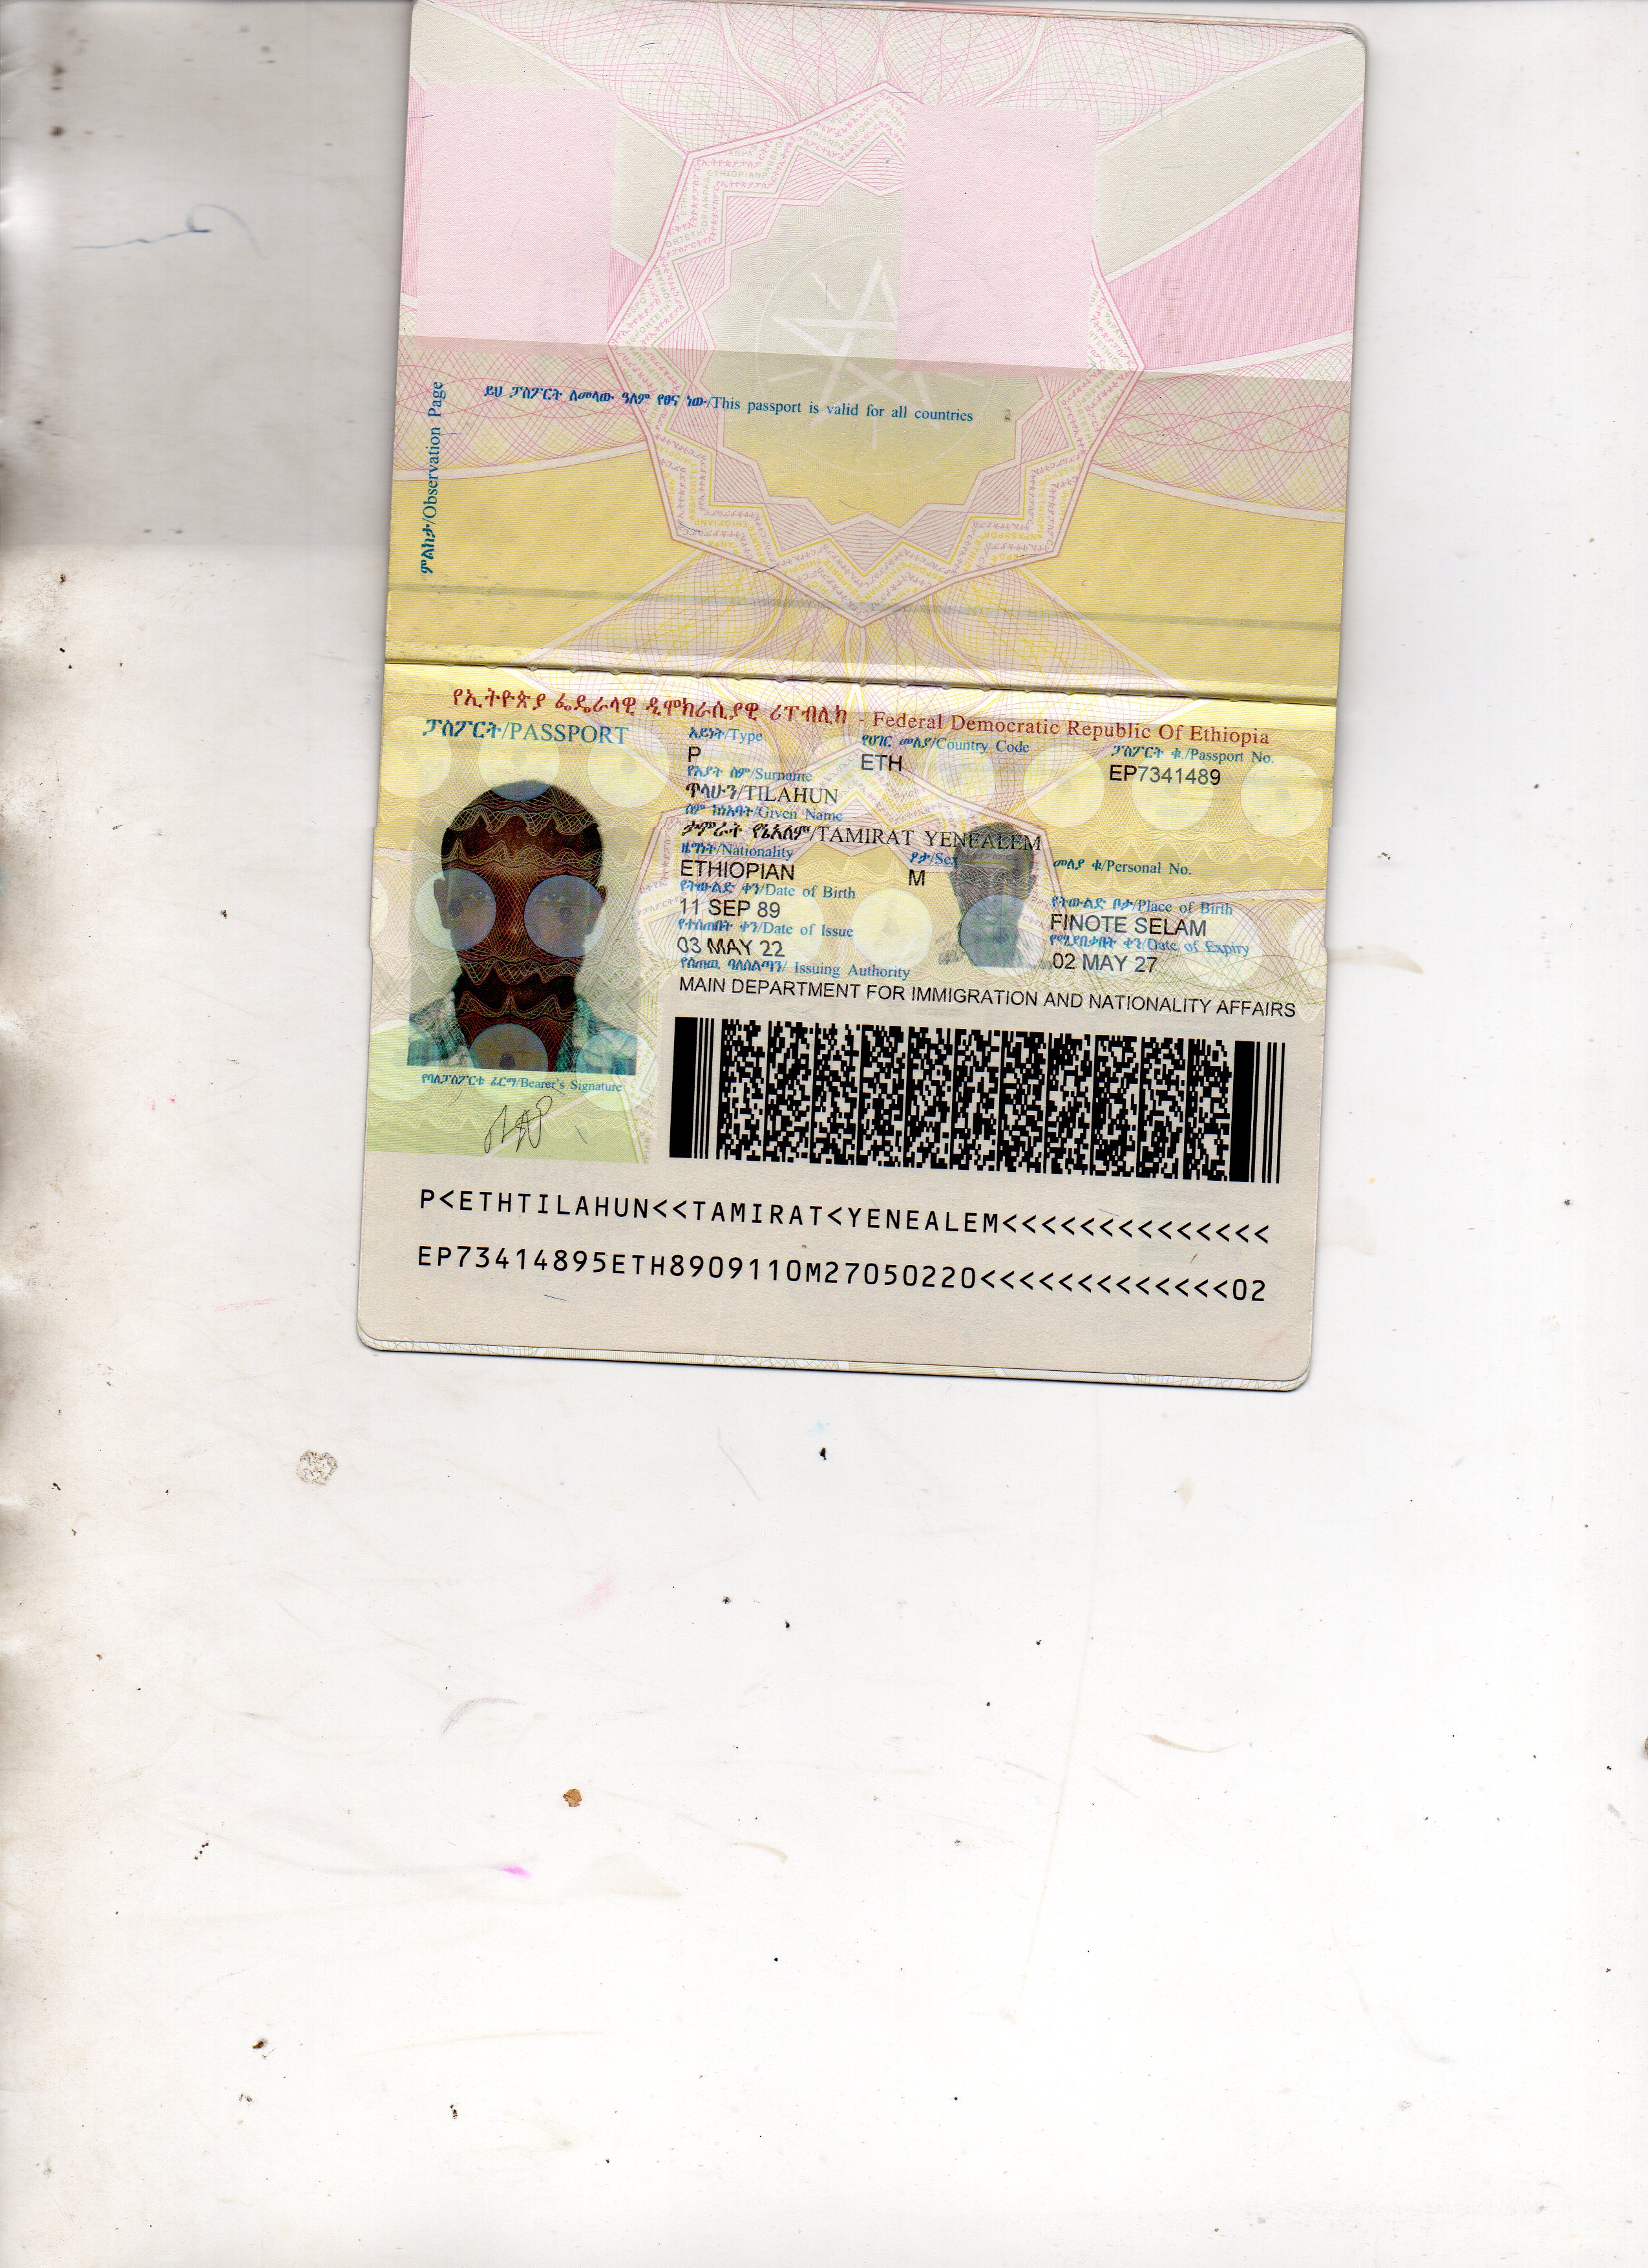 ምልከታ/Observation Page
ይህ ፓስፖርት ለመላው ዓለም የፀና ነው/This passport is valid for all countries
የኢትዮጵያ ፌዴራላዊ ዲሞክራሲያዊ ሪፐብሊክ - Federal Democratic Republic Of Ethiopia
ፓስፖርት/PASSPORT
አይነት/Type
የሀገር መለያ/Country Code
ፓስፖርት ቁ./Passport No.
P
ETH
EP7341489
የአያት ስም/Surname
ጥላሁን/TILAHUN
ስም ከነአባት/Given Name
ታምራት የኔአለም/TAMIRAT YENEALEM
ዜግነት/Nationality
ፆታ/Sex
መለያ ቁ/Personal No.
ETHIOPIAN
M
የትውልድ ቀን/Date of Birth
የትውልድ ቦታ/Place of Birth
11 SEP 89
FINOTE SELAM
የተሰጠበት ቀን/Date of Issue
የሚያበቃበት ቀን/Date of Expiry
03 MAY 22
02 MAY 27
የሰጠዉ ባለስልጣን/ Issuing Authority
MAIN DEPARTMENT FOR IMMIGRATION AND NATIONALITY AFFAIRS
የባለፓስፖርቱ ፊርማ/Bearer's Signature
P<ETHTILAHUN<<TAMIRAT<YENEALEM<<<<<<<<<<<<<<
EP73414895ETH8909110M27050220<<<<<<<<<<<<<02